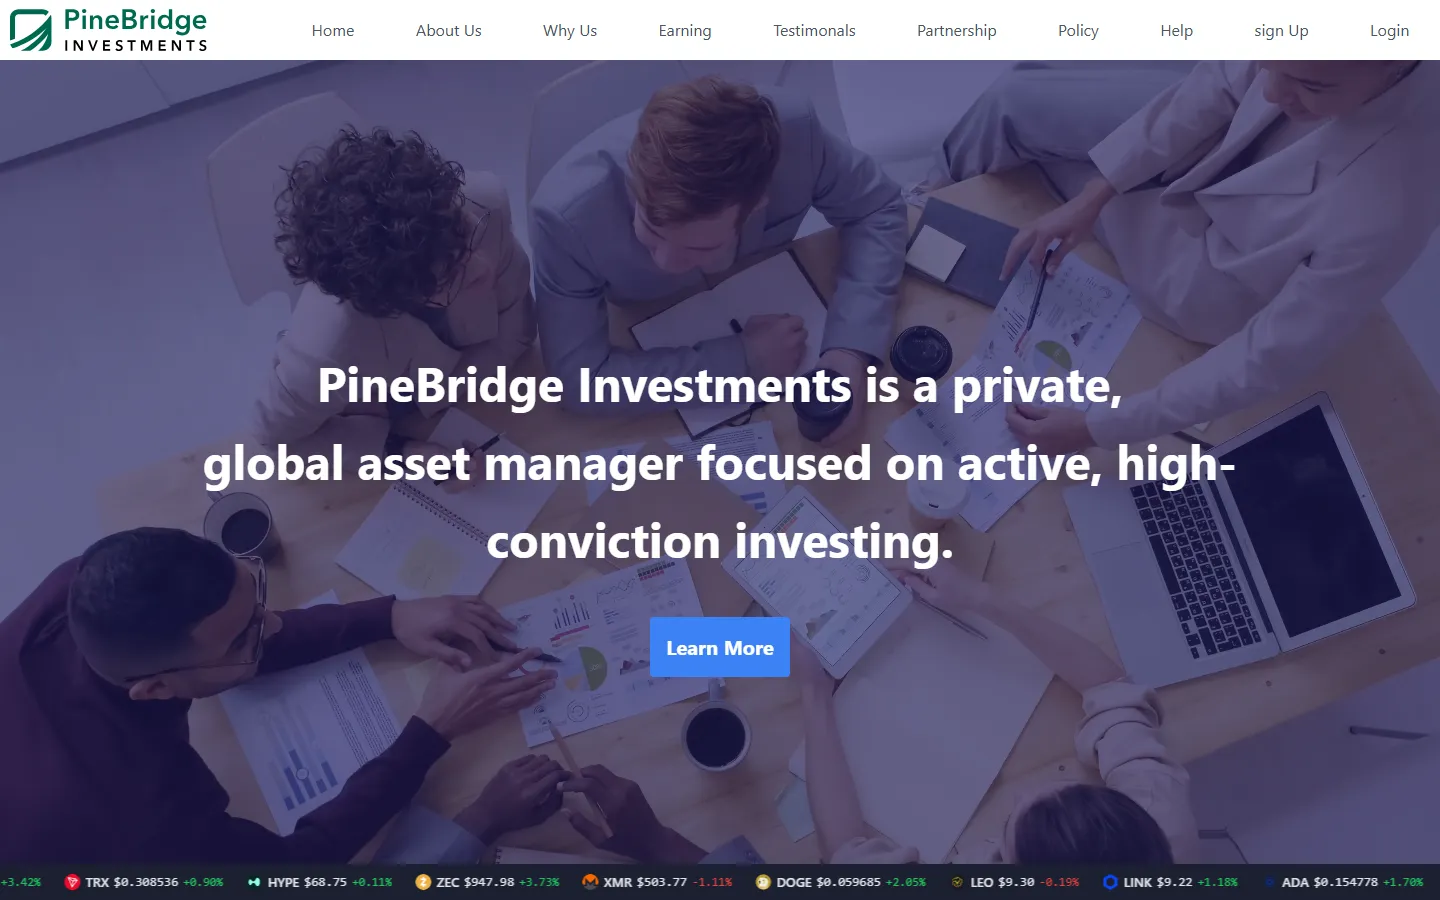 PineBridge
INVESTMENTS
Home About Us Why Us Earning Testimonals Partnership Policy Help sign Up Login
PineBridge Investments is a private,
global asset manager focused on active, high-
conviction investing.
Learn More
+3.42% TRX $0.308536 +0.90% HYPE $68.75 +0.11% ZEC $947.98 +3.73% XMR $503.77 -1.11% DOGE $0.059685 +2.05% LEO $9.30 -0.19% LINK $9.22 +1.18% ADA $0.154778 +1.70%